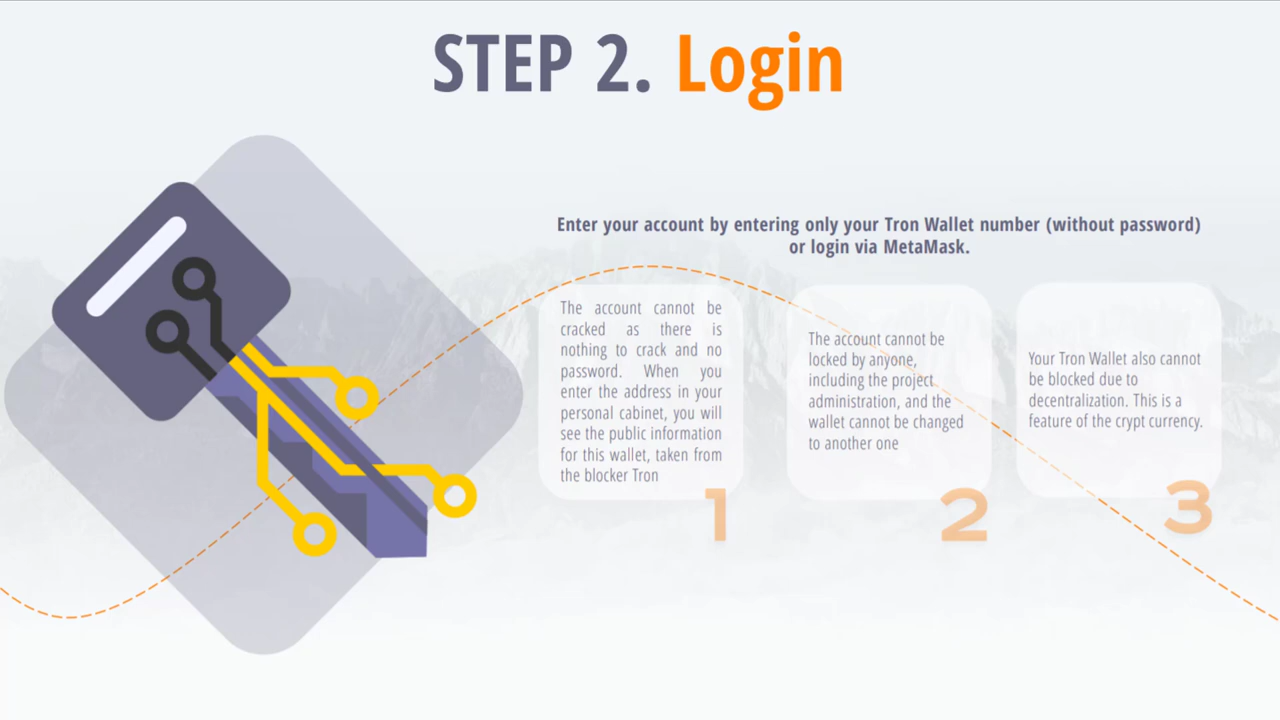 STEP 2. Login
Enter your account by entering only your Tron Wallet number (without password)
or login via MetaMask.
The account cannot be
cracked as there is
nothing to crack and no
password. When you
enter the address in your
personal cabinet, you will
see the public information
for this wallet, taken from
the blocker Tron
1
The account cannot be
locked by anyone,
including the project
administration, and the
wallet cannot be changed
to another one
2
Your Tron Wallet also cannot
be blocked due to
decentralization. This is a
feature of the crypt currency.
3